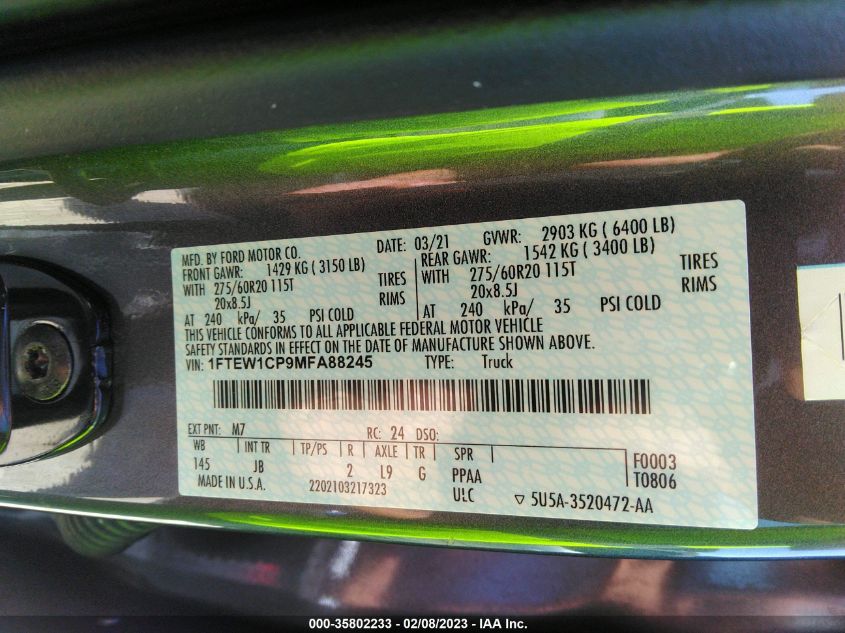 MFD. BY FORD MOTOR CO. DATE: 03/21 GVWR: 2903 KG ( 6400 LB)
FRONT GAWR: 1429 KG ( 3150 LB) REAR GAWR: 1542 KG ( 3400 LB)
WITH 275/60R20 115T TIRES WITH 275/60R20 115T TIRES
20x8.5J RIMS 20x8.5J RIMS
AT 240 kPa/ 35 PSI COLD AT 240 kPa/ 35 PSI COLD
THIS VEHICLE CONFORMS TO ALL APPLICABLE FEDERAL MOTOR VEHICLE
SAFETY STANDARDS IN EFFECT ON THE DATE OF MANUFACTURE SHOWN ABOVE.
VIN: 1FTEW1CP9MFA88245 TYPE: Truck
EXT PNT: M7 RC: 24 DSO:
WB INT TR TP/PS R AXLE TR SPR F0003
145 JB 2 L9 G PPAA T0806
MADE IN U.S.A. 2202103217323 ULC ▽ 5U5A-3520472-AA
000-35802233 - 02/08/2023 - IAA Inc.